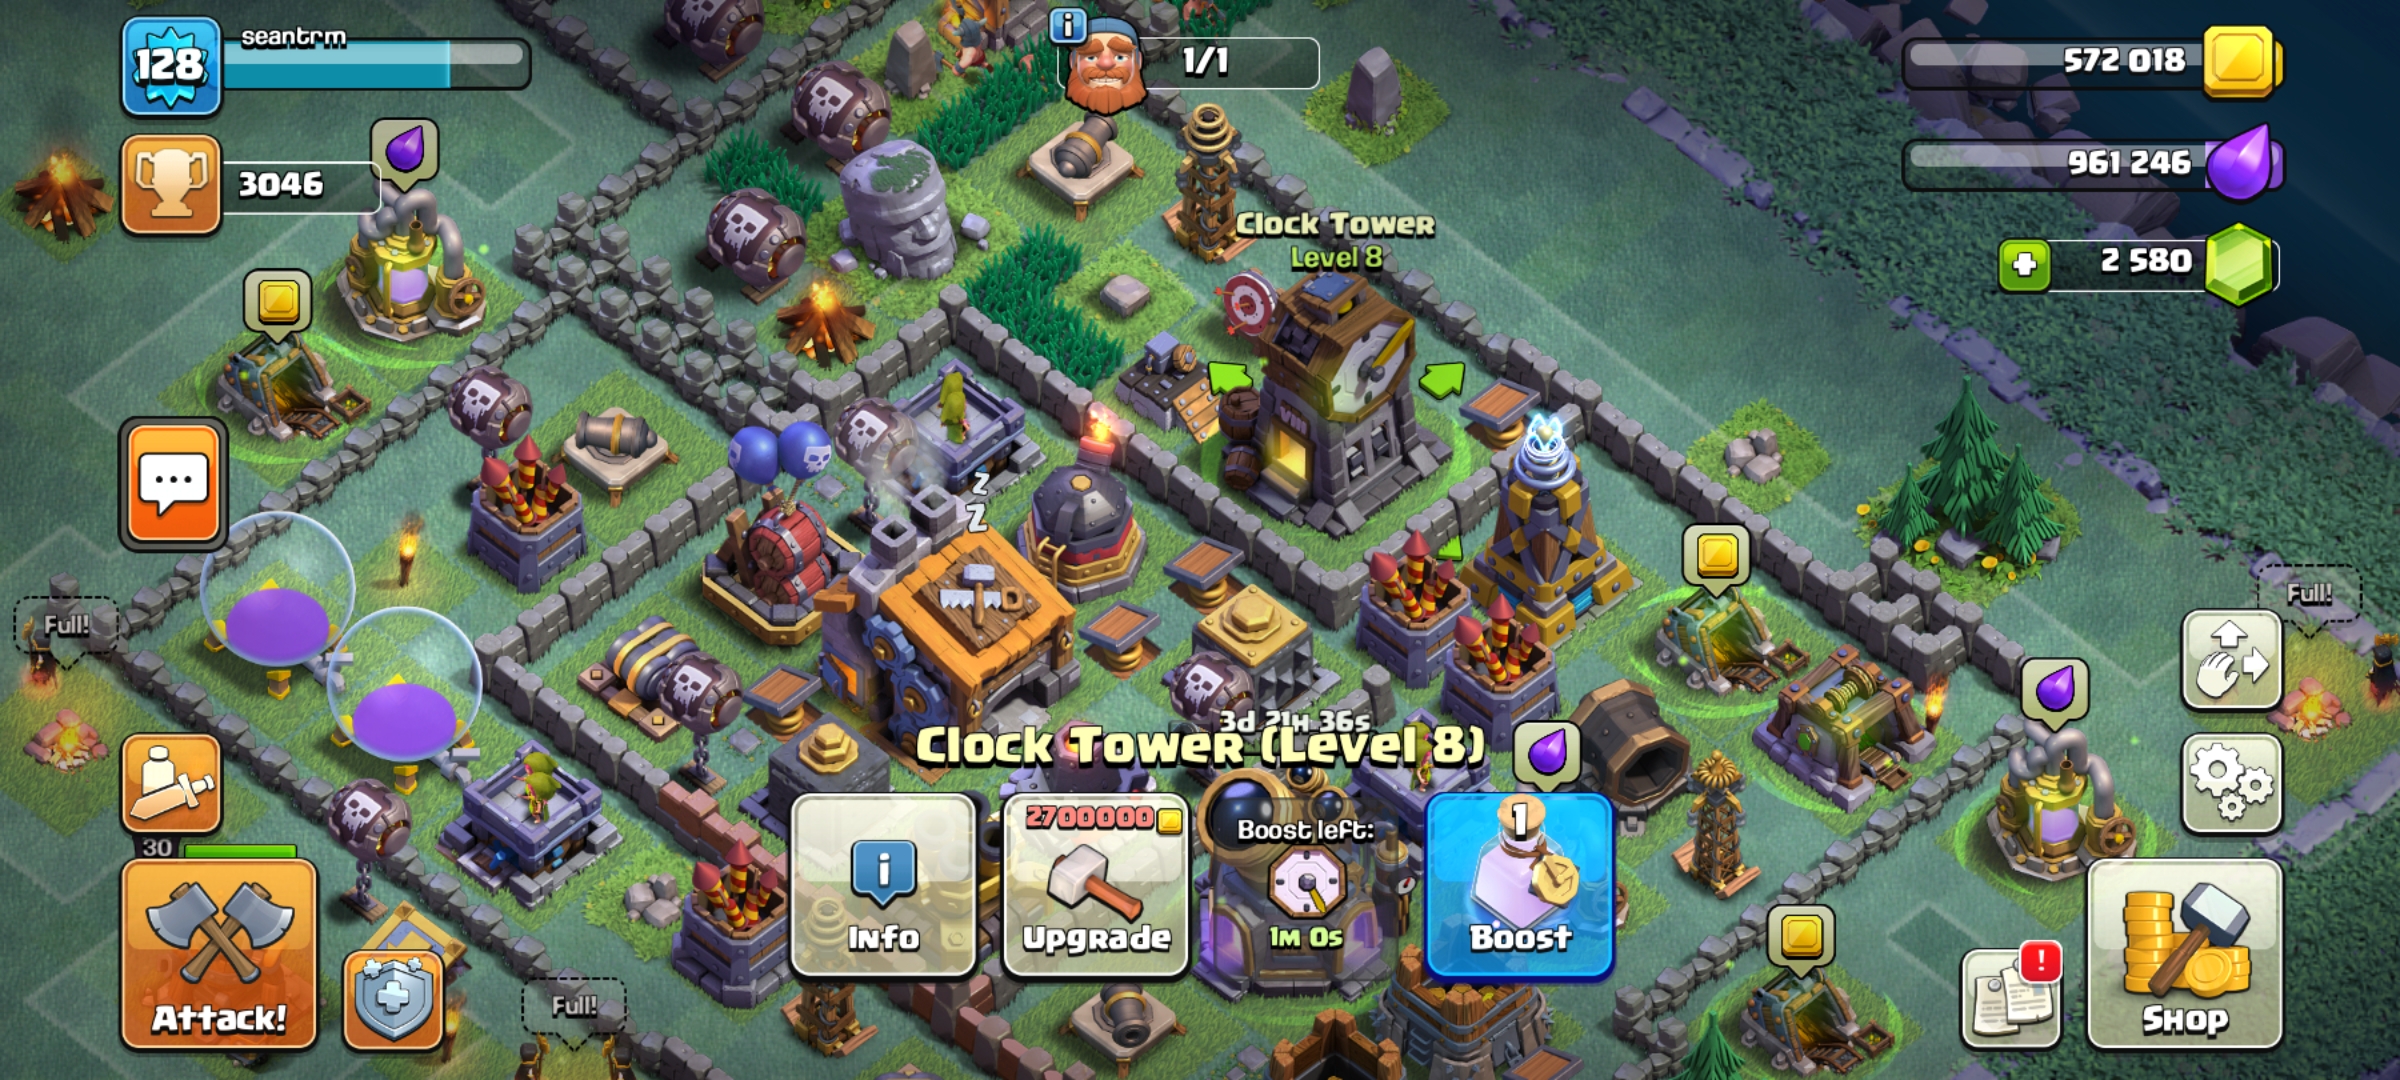 128
seantrm
1/1
572 018
3046
961 246
2 580
Clock Tower
Level 8
VIII
Z
Z
Full!
Full!
3d 21H 36s
Clock Tower (Level 8)
30
Attack!
Info
2700000
Upgrade
Boost left:
1M 0s
1
Boost
Full!
!
Shop